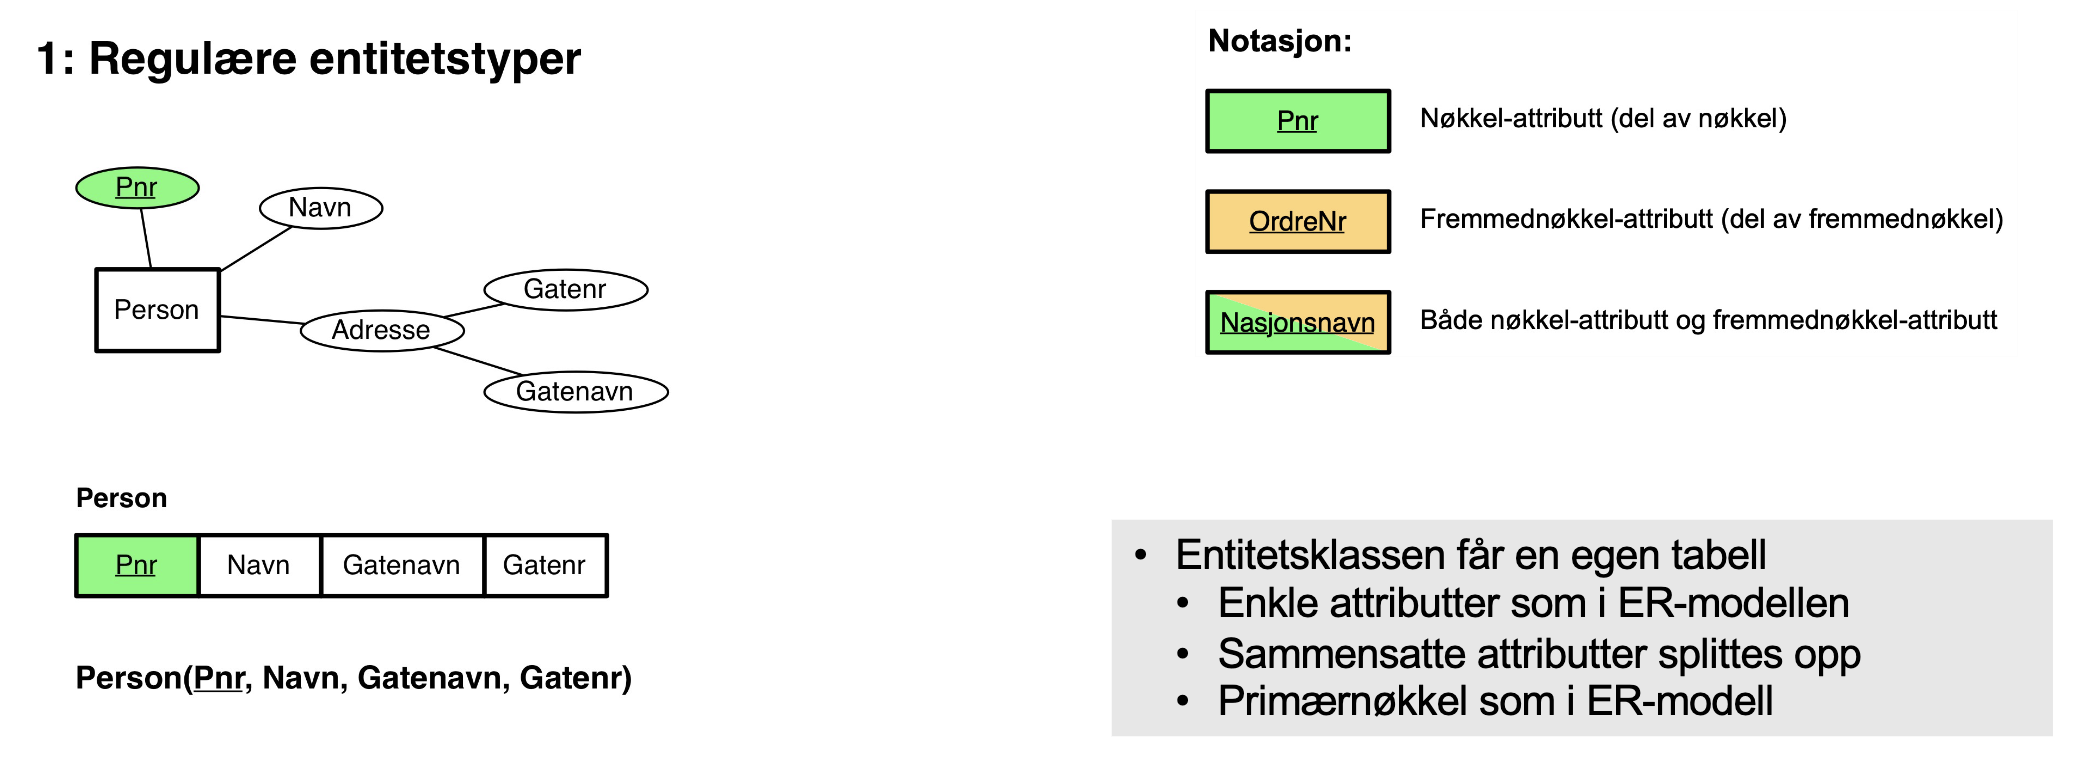 1: Regulære entitetstyper
Pnr
Navn
Person
Adresse
Gatenr
Gatenavn
Person
Pnr Navn Gatenavn Gatenr
Person(Pnr, Navn, Gatenavn, Gatenr)
Notasjon:
Pnr Nøkkel-attributt (del av nøkkel)
OrdreNr Fremmednøkkel-attributt (del av fremmednøkkel)
Nasjonsnavn Både nøkkel-attributt og fremmednøkkel-attributt
• Entitetsklassen får en egen tabell
• Enkle attributter som i ER-modellen
• Sammensatte attributter splittes opp
• Primærnøkkel som i ER-modell